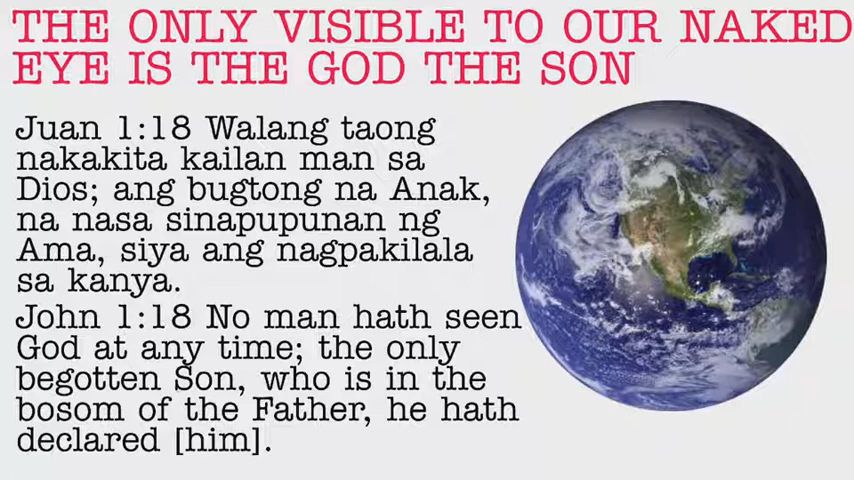 THE ONLY VISIBLE TO OUR NAKED
EYE IS THE GOD THE SON
Juan 1:18 Walang taong
nakakita kailan man sa
Dios; ang bugtong na Anak,
na nasa sinapupunan ng
Ama, siya ang nagpakilala
sa kanya.
John 1:18 No man hath seen
God at any time; the only
begotten Son, who is in the
bosom of the Father, he hath
declared [him].